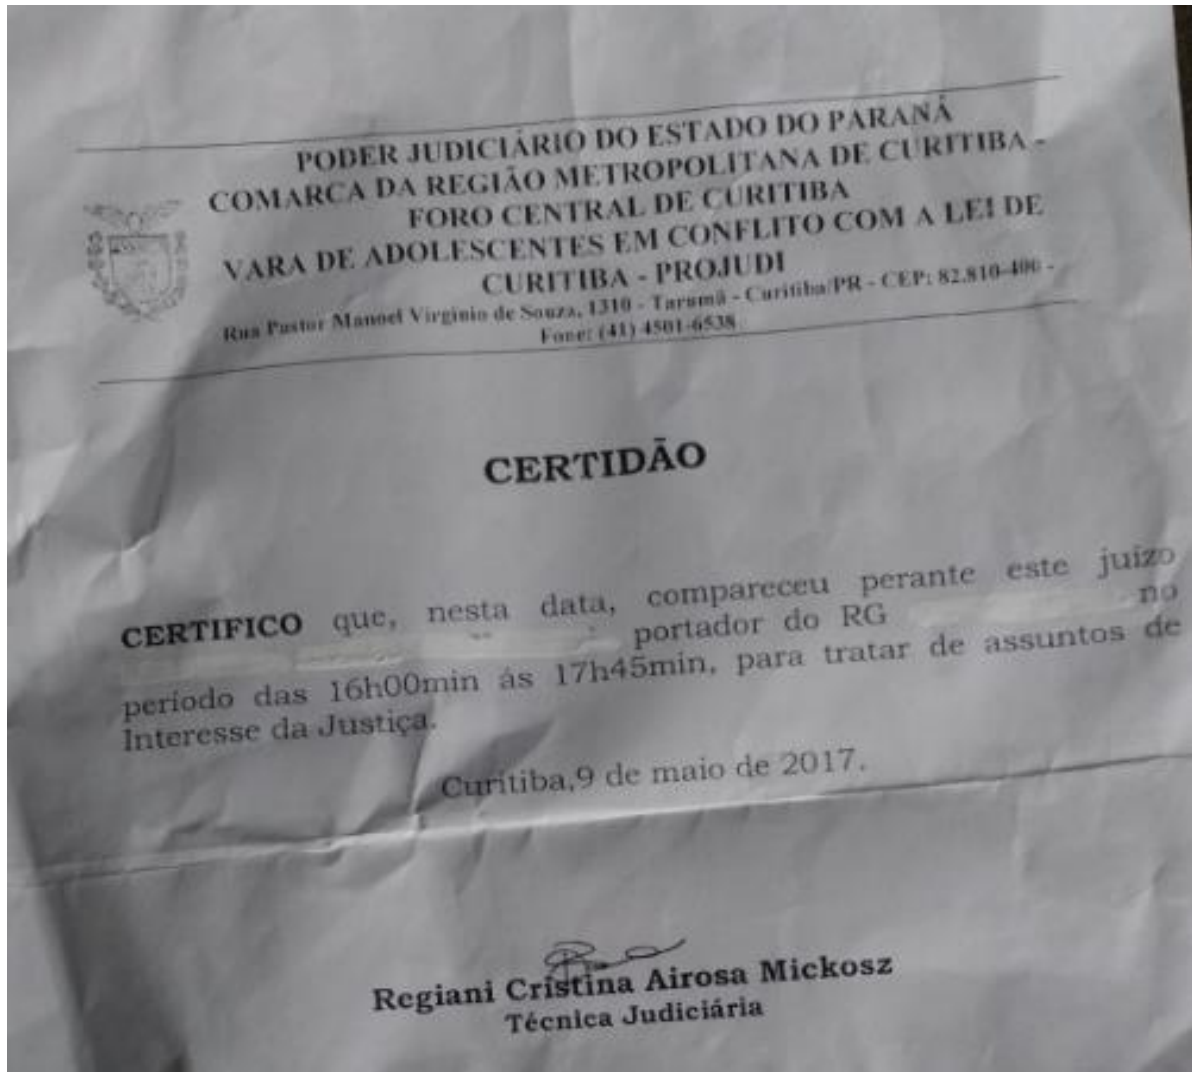 PODER JUDICIÁRIO DO ESTADO DO PARANÁ
COMARCA DA REGIÃO METROPOLITANA DE CURITIBA -
FORO CENTRAL DE CURITIBA
VARA DE ADOLESCENTES EM CONFLITO COM A LEI DE
CURITIBA - PROJUDI
Rua Pastor Manoel Virginio de Souza, 1310 - Tarumã - Curitiba/PR - CEP: 82.810-400 -
Fone: (41) 4501-6538
CERTIDÃO
CERTIFICO que, nesta data, compareceu perante este juízo
portador do RG no
período das 16h00min ás 17h45min, para tratar de assuntos de
Interesse da Justiça.
Curitiba,9 de maio de 2017.
Regiani Cristina Airosa Mickosz
Técnica Judiciária